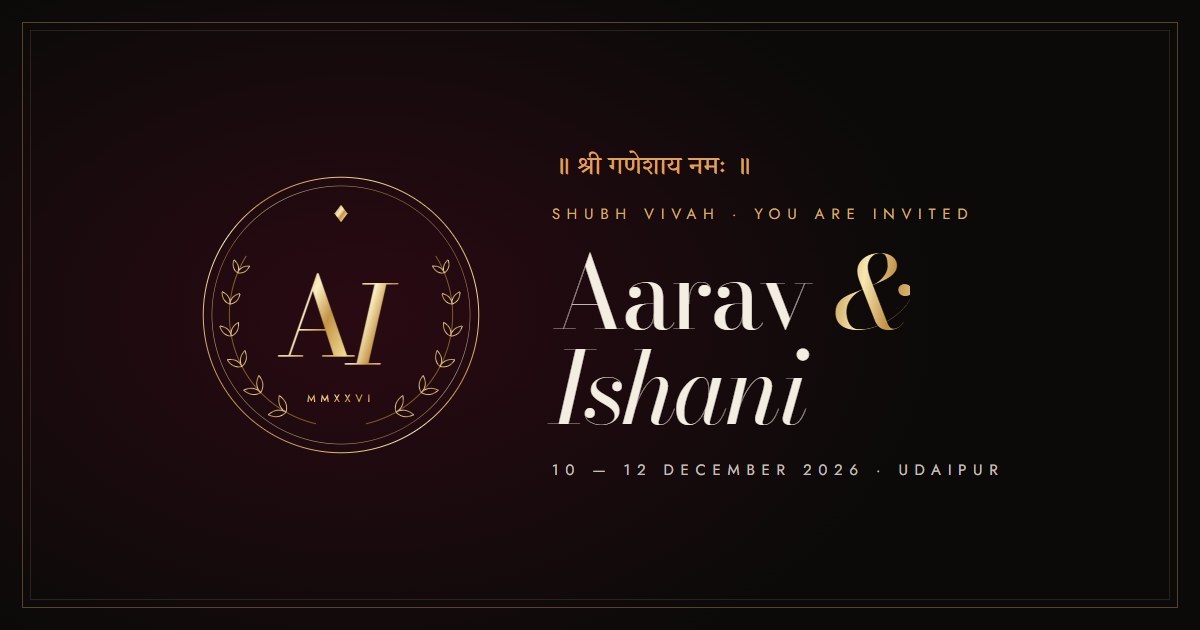 AI
MMXXVI
॥ श्री गणेशाय नमः ॥
SHUBH VIVAH · YOU ARE INVITED
Aarav &
Ishani
10 — 12 DECEMBER 2026 · UDAIPUR